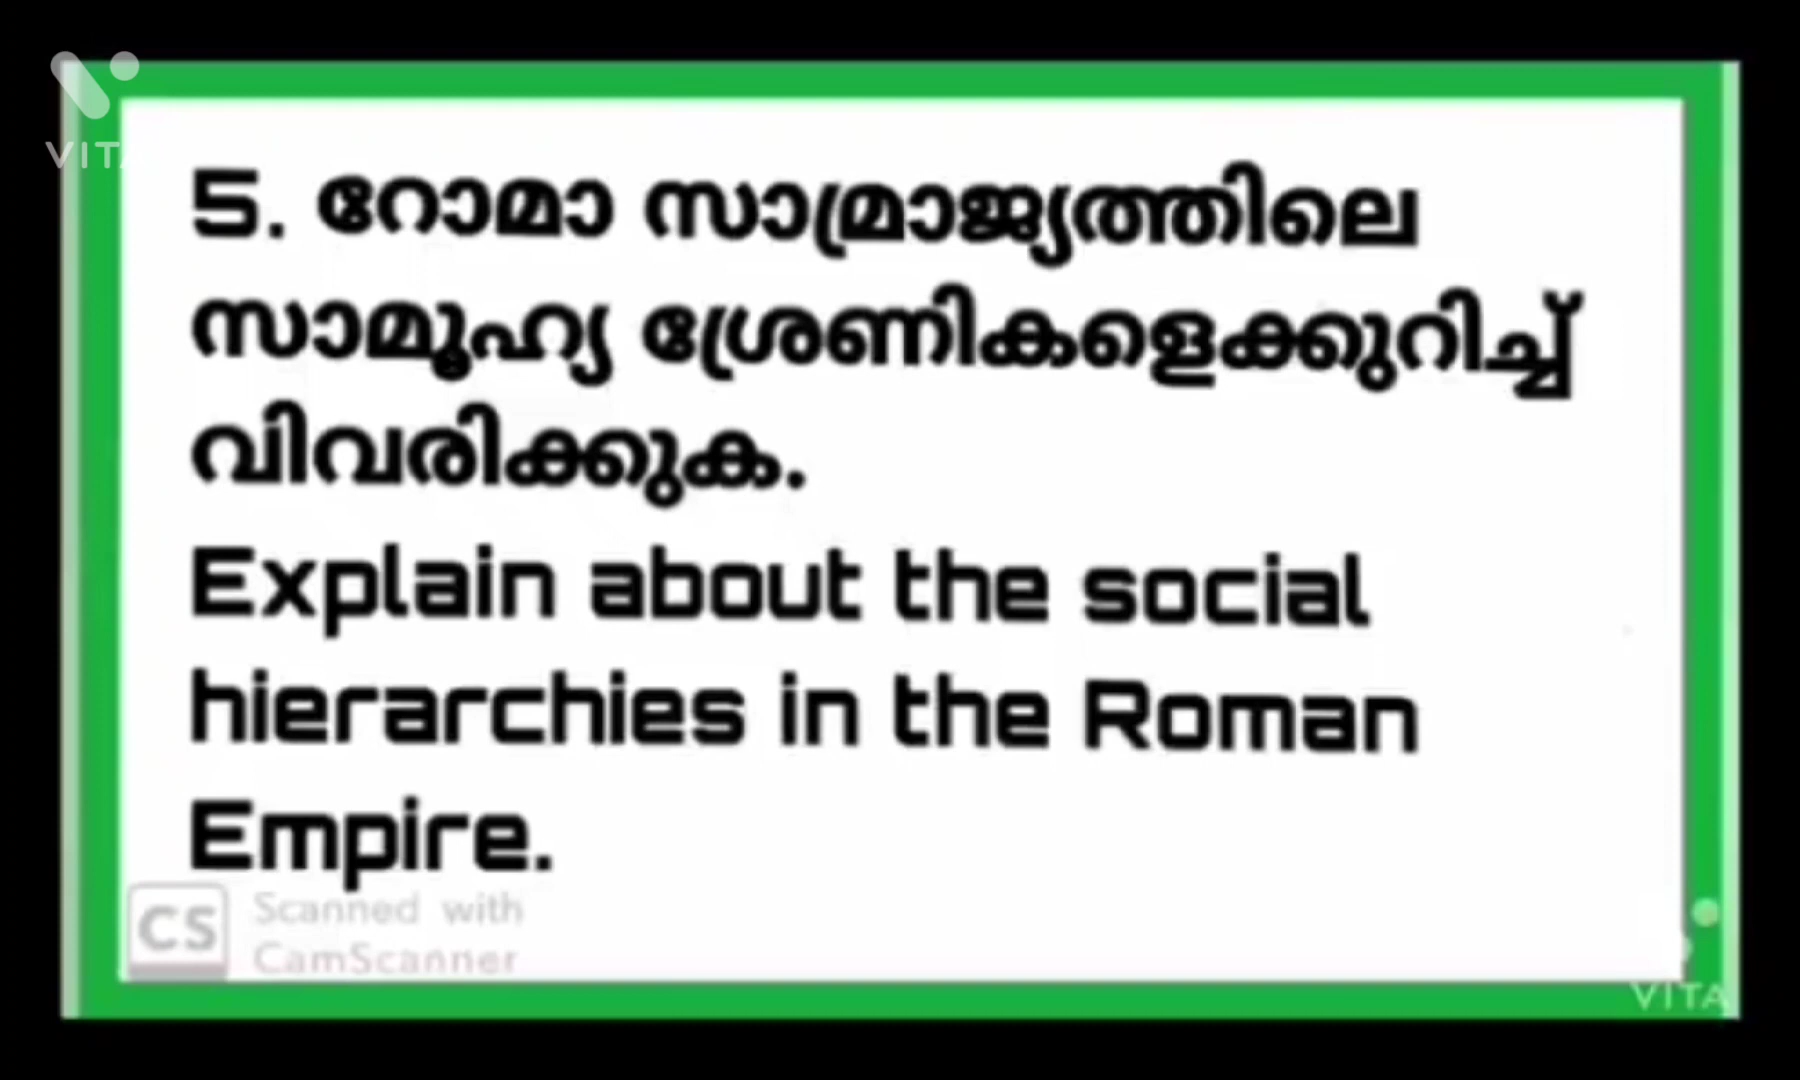 VITA
5. റോമാ സാമ്രാജ്യത്തിലെ
സാമൂഹ്യ ശ്രേണികളെക്കുറിച്ച്
വിവരിക്കുക.
Explain about the social
hierarchies in the Roman
Empire.
CS Scanned with
CamScanner
VITA